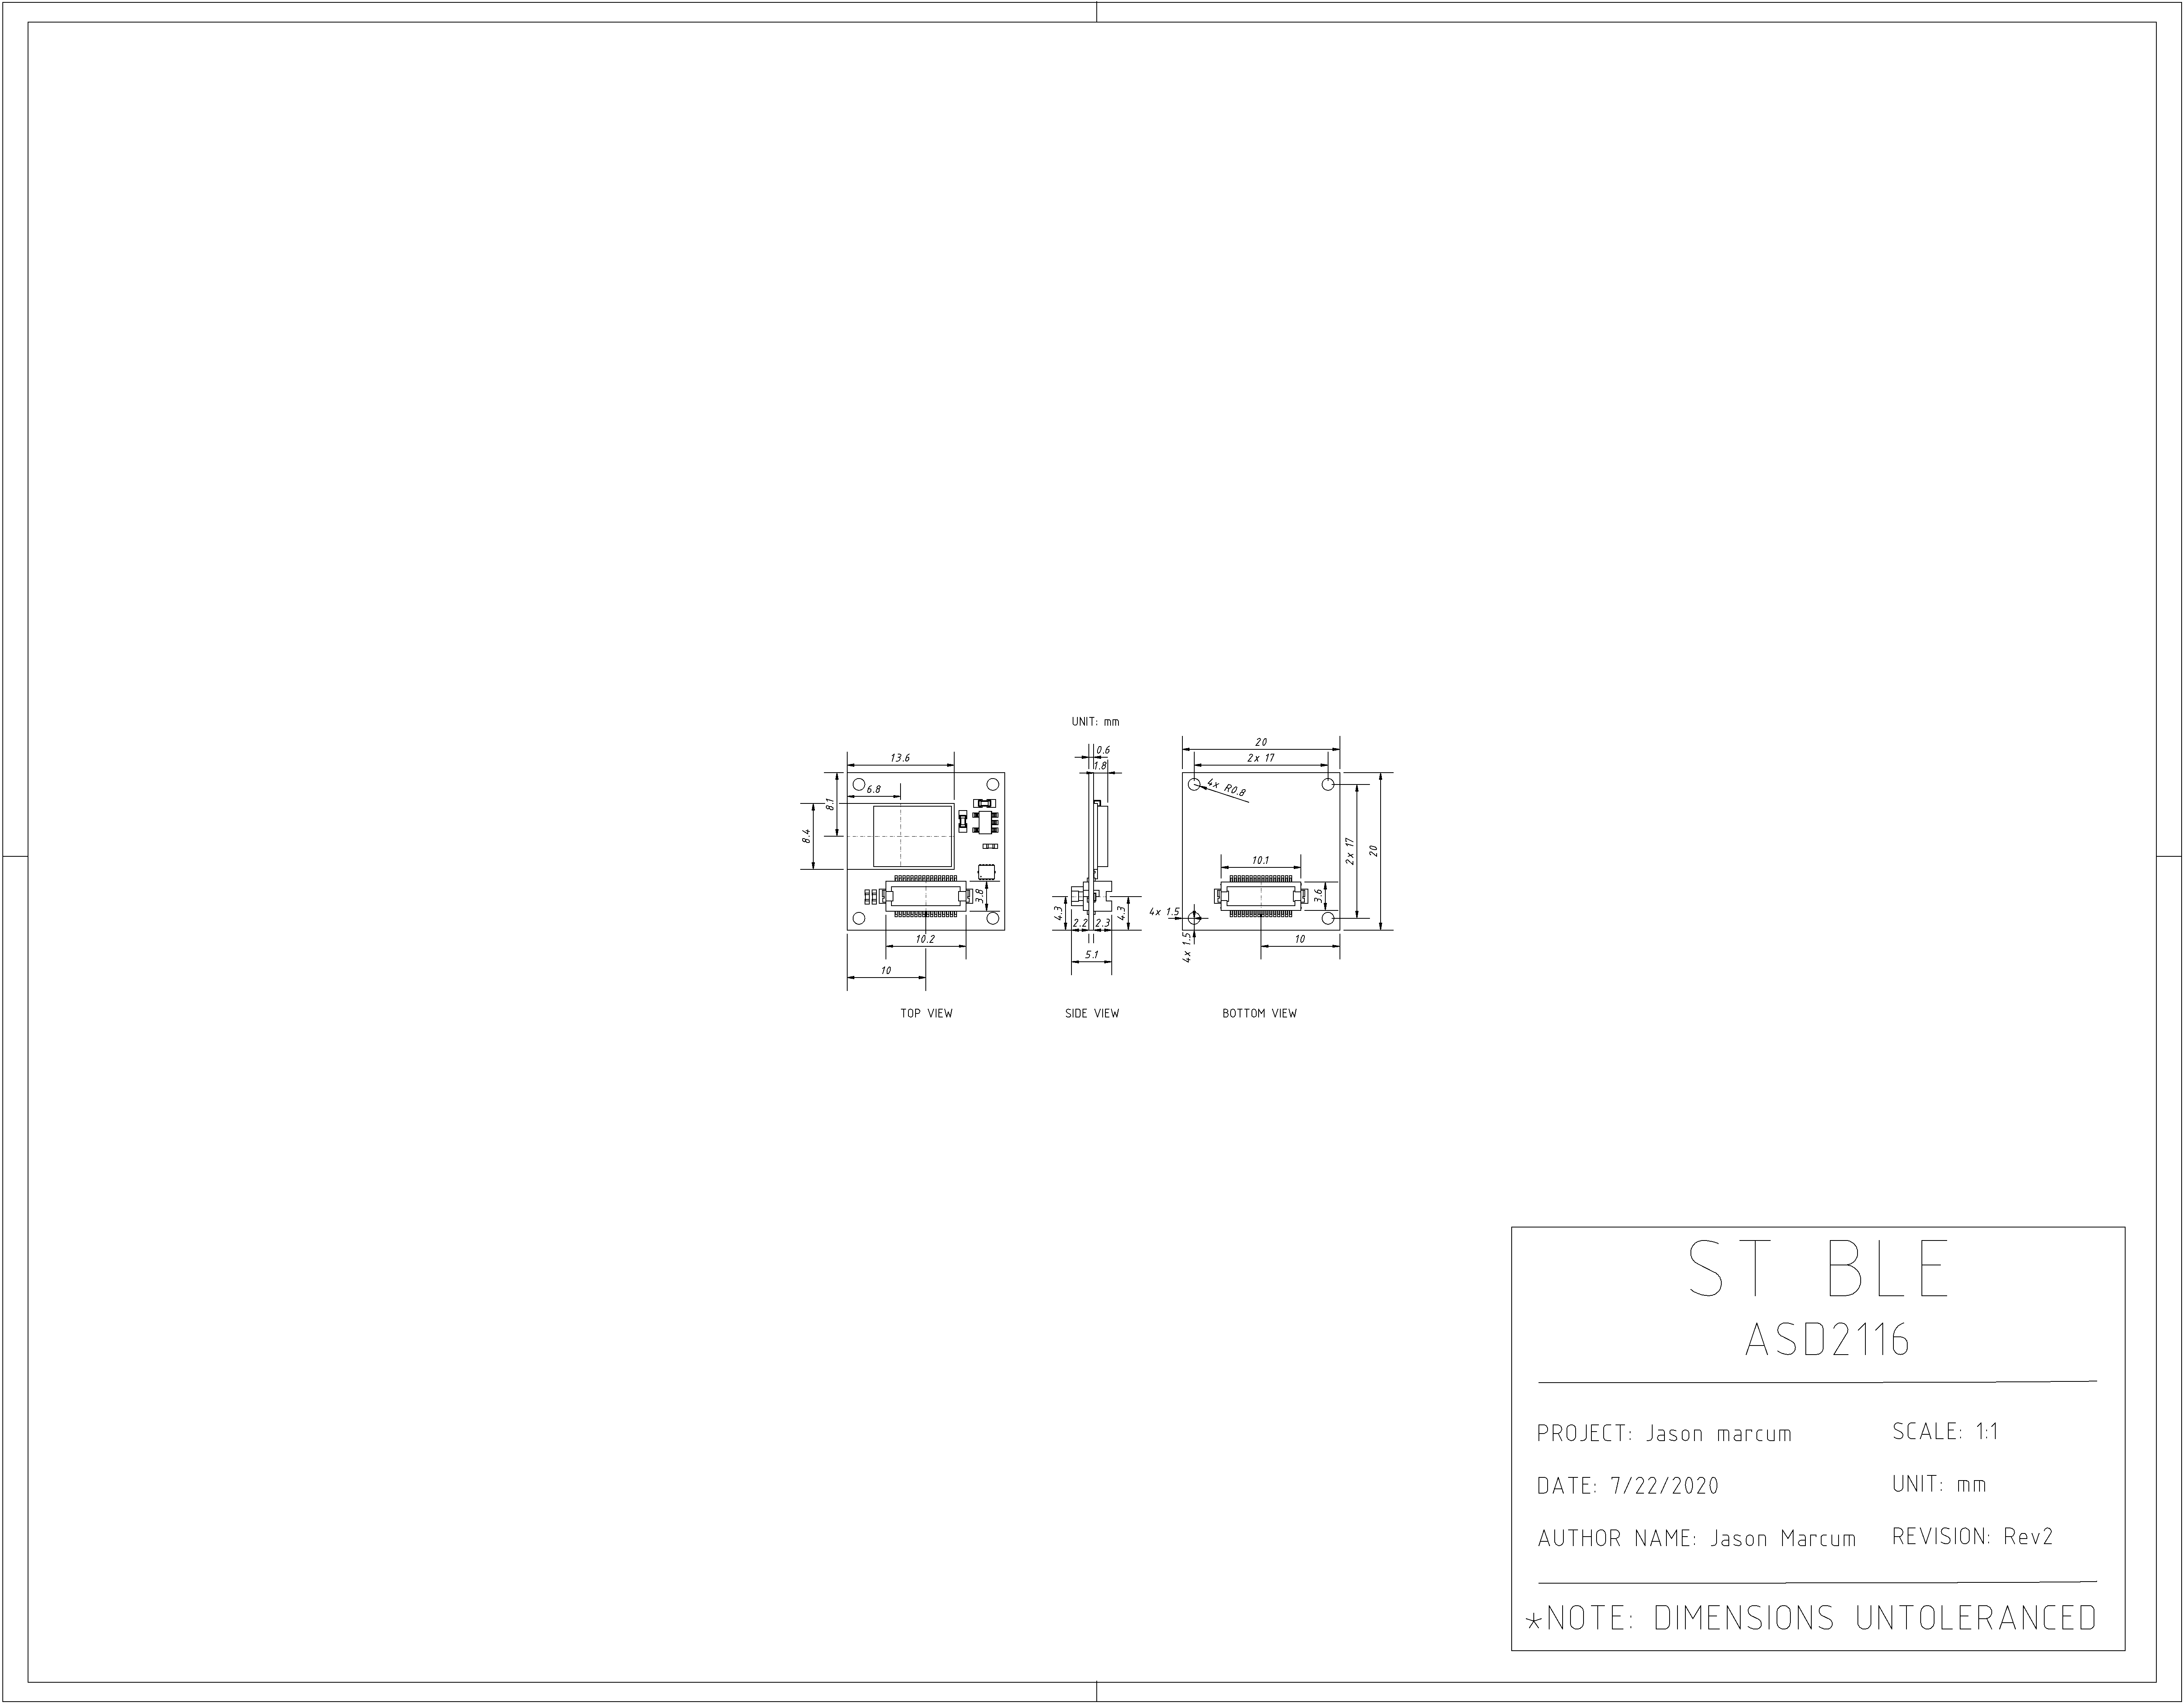 UNIT: mm
13.6
6.8
8.1
8.4
3.8
10.2
10
TOP VIEW
0.6
1.8
4.3
2.2
2.3
4.3
5.1
SIDE VIEW
20
2x 17
4x R0.8
2x 17
20
10.1
3.6
4x 1.5
4x 1.5
10
BOTTOM VIEW
ST BLE
ASD2116
PROJECT: Jason marcum
SCALE: 1:1
DATE: 7/22/2020
UNIT: mm
AUTHOR NAME: Jason Marcum
REVISION: Rev2
*NOTE: DIMENSIONS UNTOLERANCED